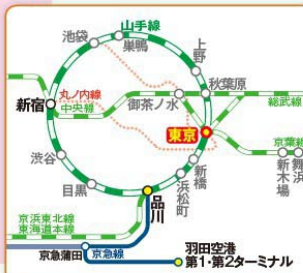 山手線
池袋
巣鴨
上野
丸ノ内線
新宿
中央線
御茶ノ水
秋葉原
総武線
東京
京葉線
渋谷
新橋
新木場
舞浜
目黒
浜松町
品川
京浜東北線
東海道本線
京急蒲田
京急線
羽田空港
第1・第2ターミナル